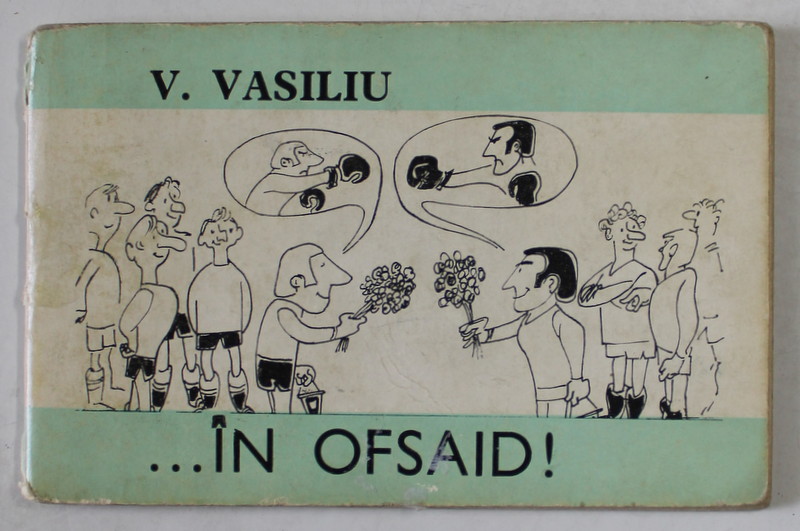 V. VASILIU
...ÎN OFSAID!